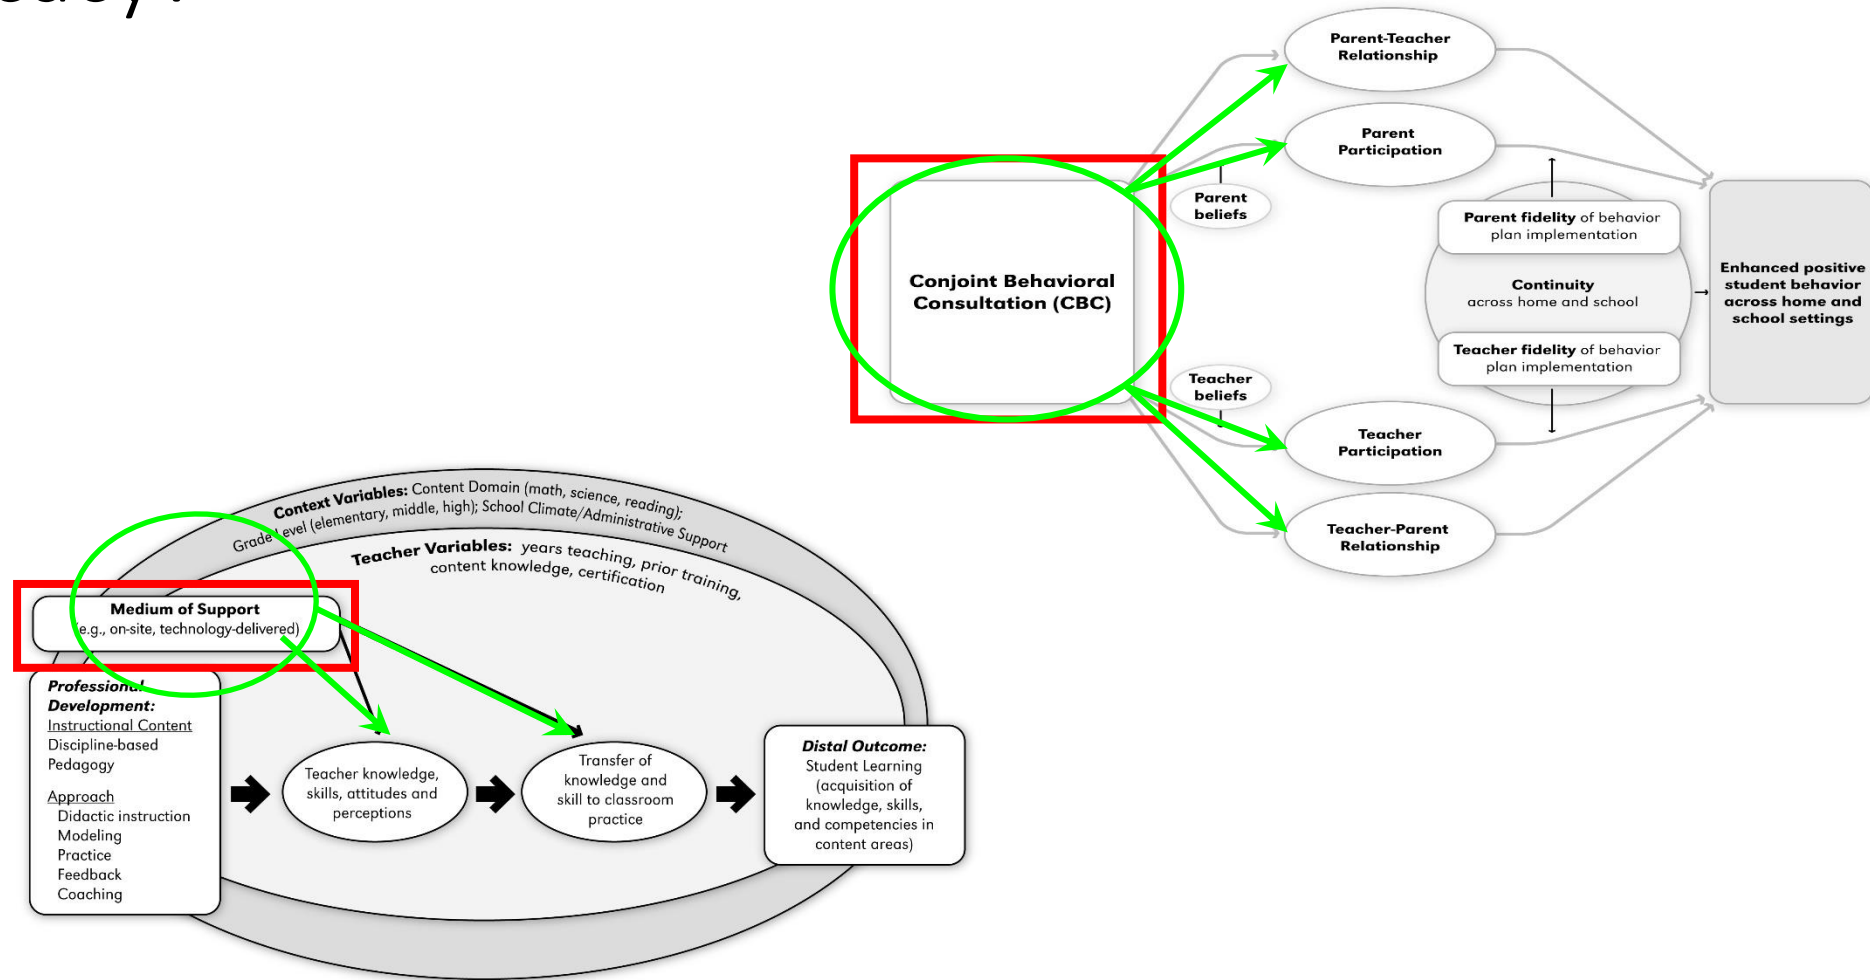 Parent-Teacher
Relationship
Parent
Participation
Parent
beliefs
Parent fidelity of behavior
plan implementation
Conjoint Behavioral
Consultation (CBC)
Continuity
across home and school
Enhanced positive
student behavior
across home and
school settings
Teacher fidelity of behavior
plan implementation
Teacher
beliefs
Teacher
Participation
Teacher-Parent
Relationship
Context Variables: Content Domain (math, science, reading);
Grade Level (elementary, middle, high); School Climate/Administrative Support
Teacher Variables: years teaching, prior training,
content knowledge, certification
Medium of Support
(e.g., on-site, technology-delivered)
Professional
Development:
Instructional Content
Discipline-based
Pedagogy
Approach
Didactic instruction
Modeling
Practice
Feedback
Coaching
Teacher knowledge,
skills, attitudes and
perceptions
Transfer of
knowledge and
skill to classroom
practice
Distal Outcome:
Student Learning
(acquisition of
knowledge, skills,
and competencies in
content areas)